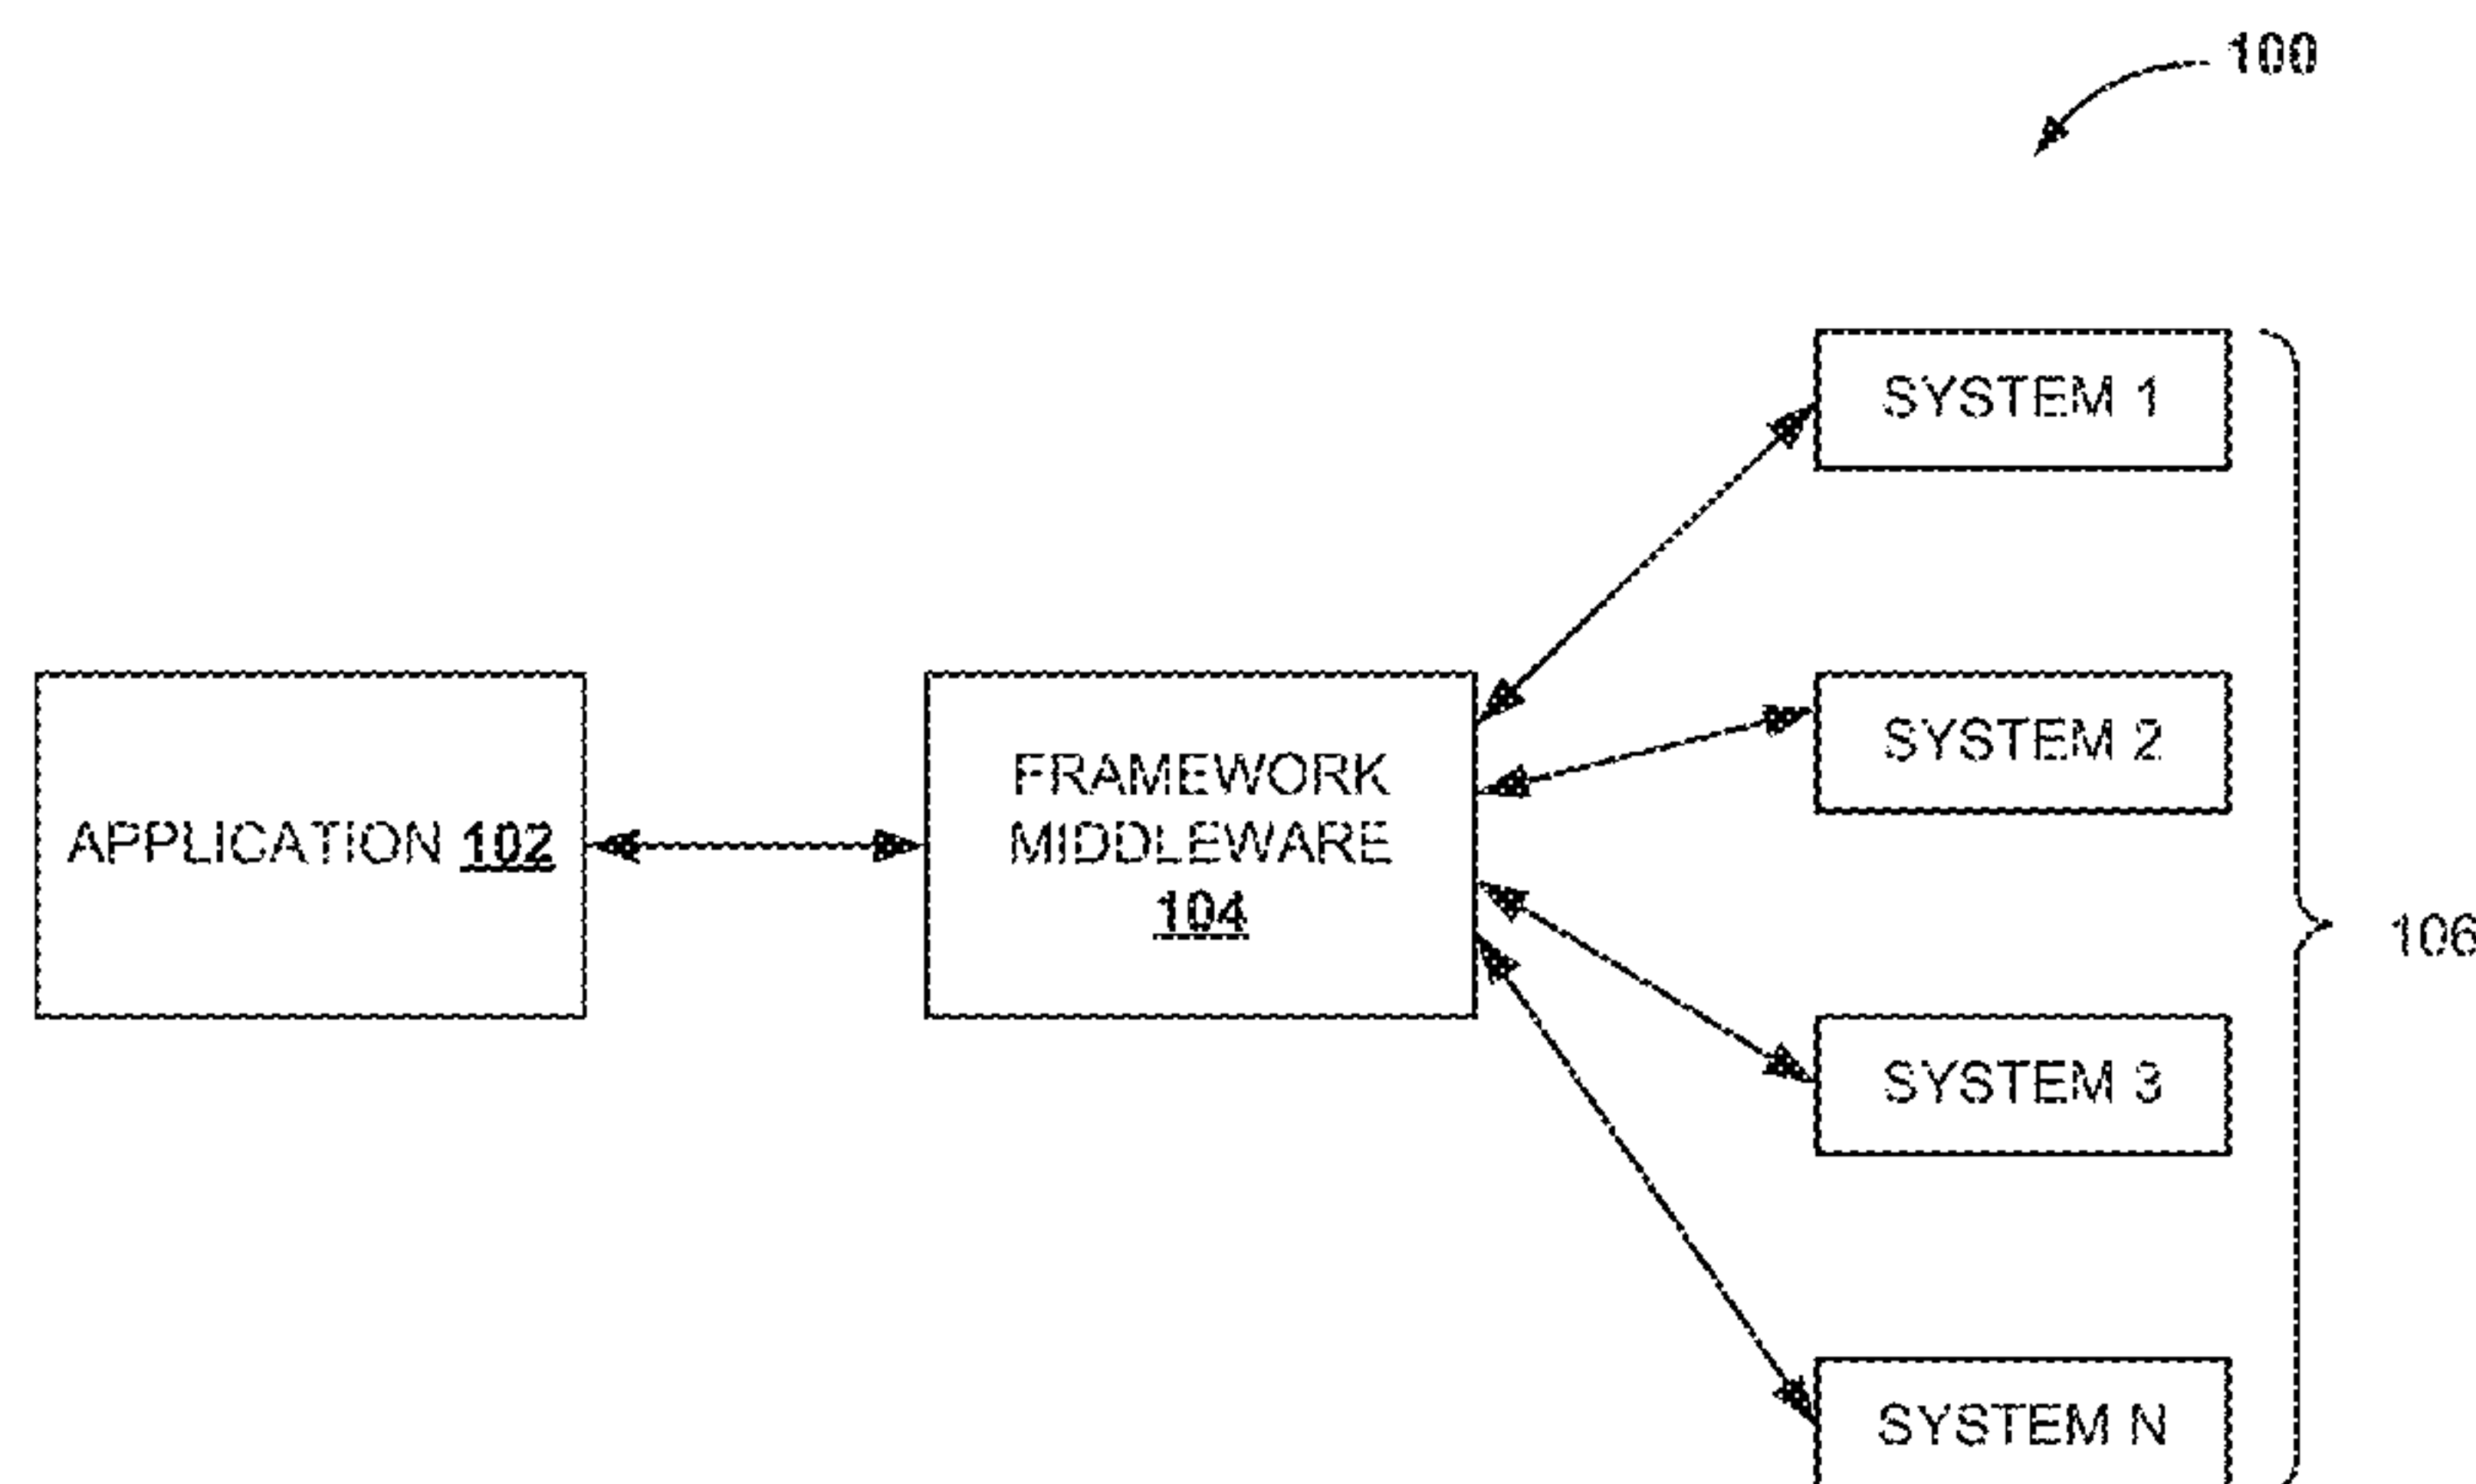 100
SYSTEM 1
SYSTEM 2
FRAMEWORK
MIDDLEWARE
104
APPLICATION 102
106
SYSTEM 3
SYSTEM N